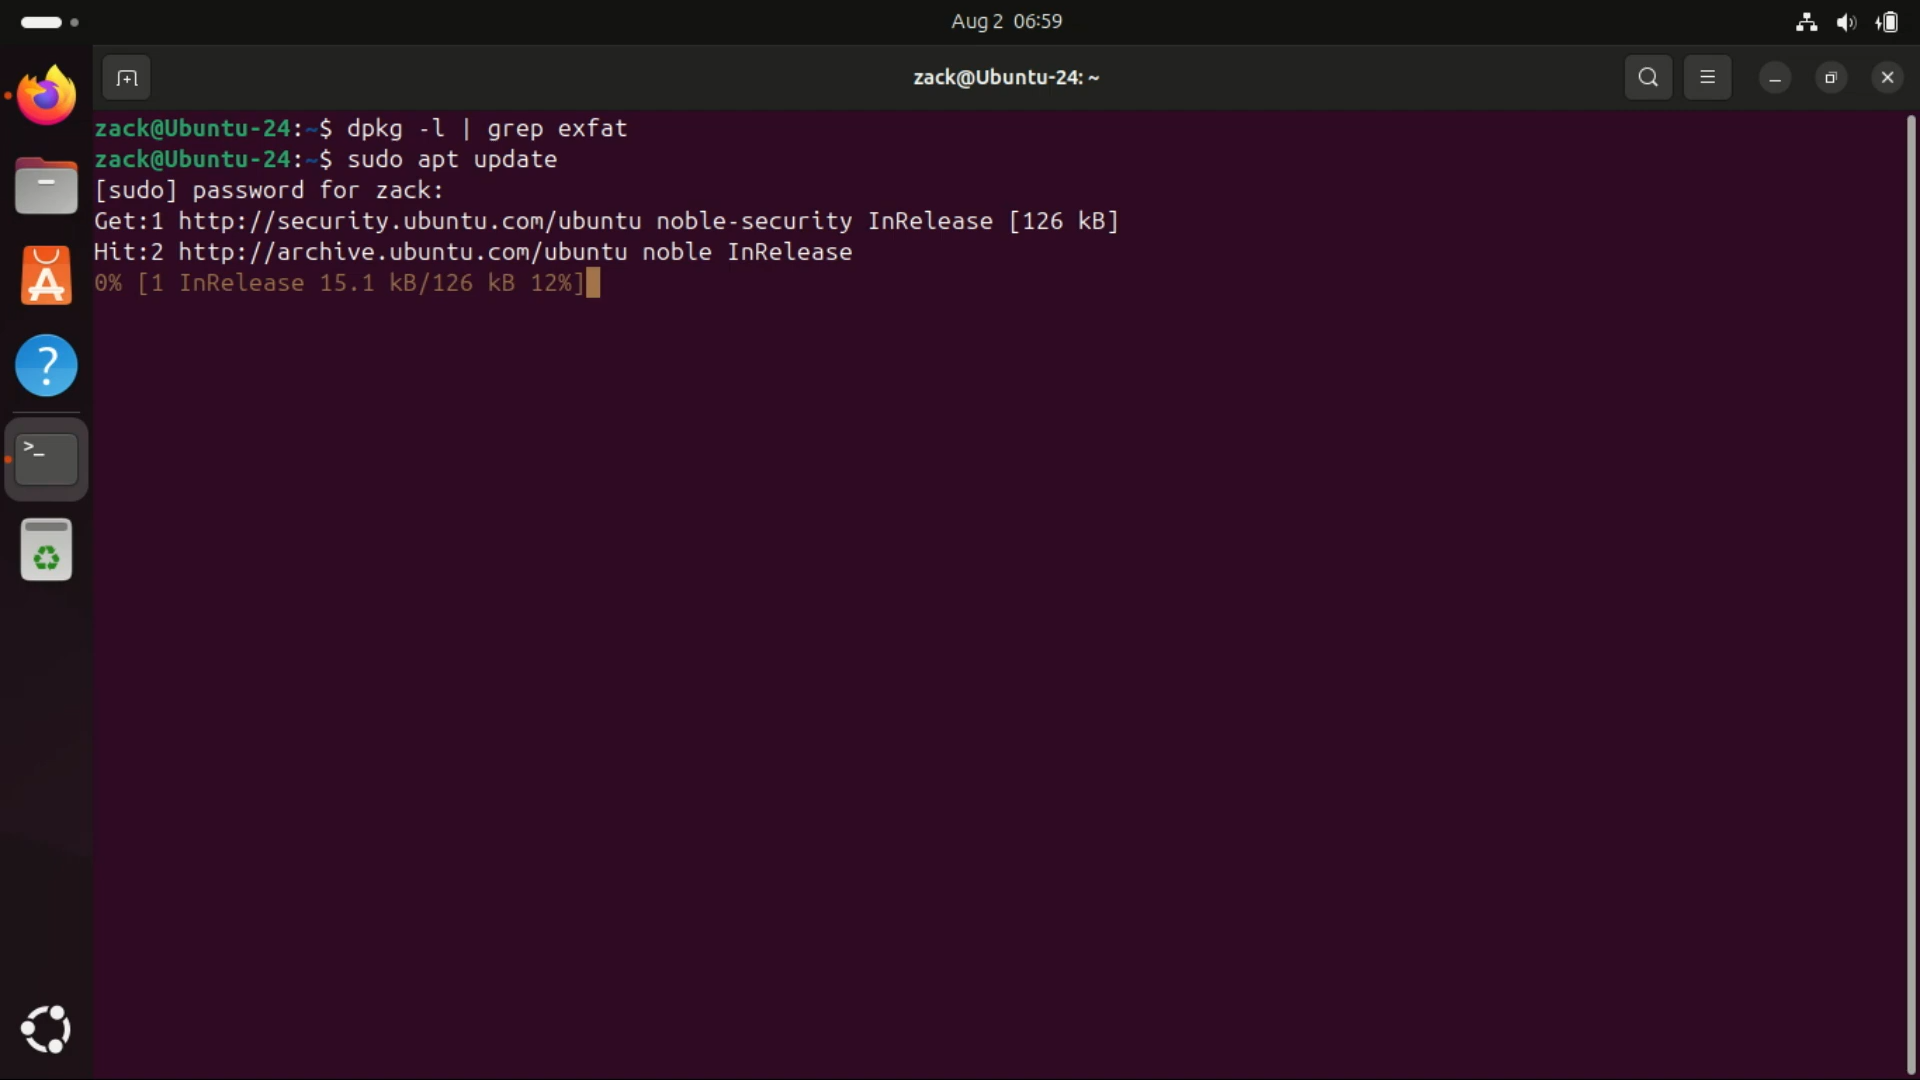 Aug 2 06:59
zack@Ubuntu-24: ~
zack@Ubuntu-24:~$ dpkg -l | grep exfat
zack@Ubuntu-24:~$ sudo apt update
[sudo] password for zack:
Get:1 http://security.ubuntu.com/ubuntu noble-security InRelease [126 kB]
Hit:2 http://archive.ubuntu.com/ubuntu noble InRelease
0% [1 InRelease 15.1 kB/126 kB 12%]